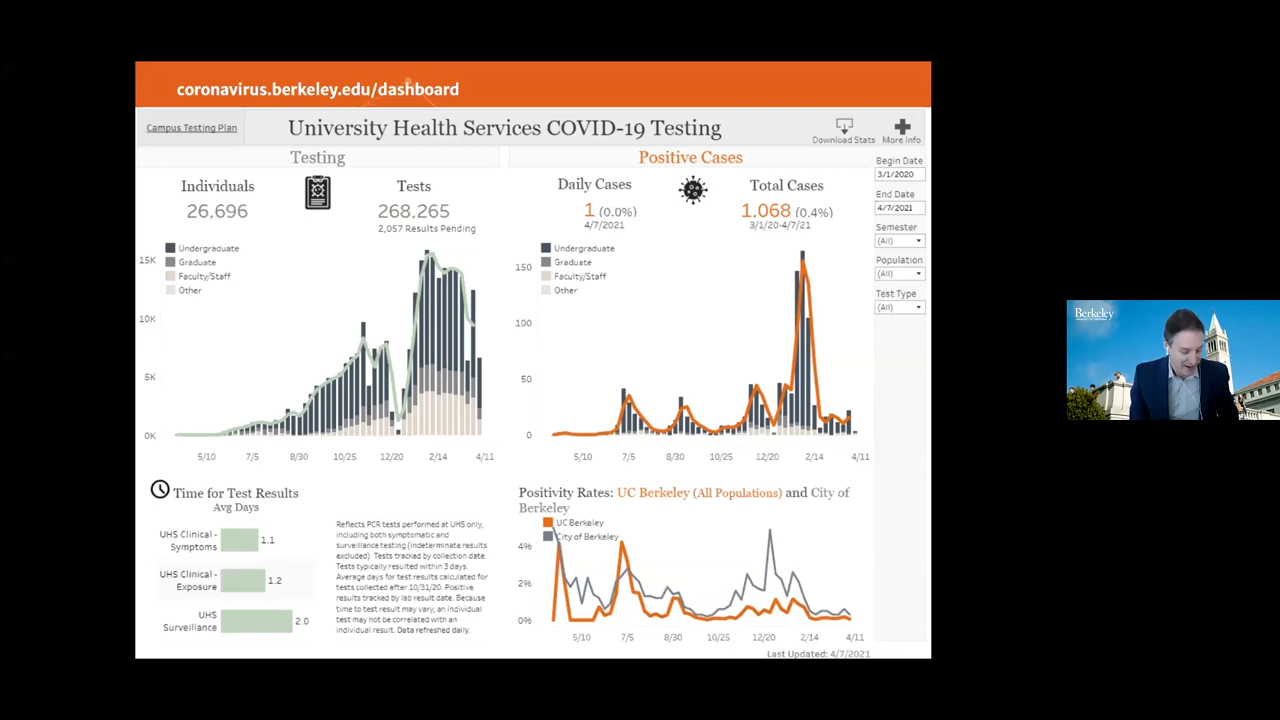 coronavirus.berkeley.edu/dashboard
Campus Testing Plan
University Health Services COVID-19 Testing
Download Stats
More Info
Testing
Individuals
26,696
Tests
268,265
2,057 Results Pending
Undergraduate
Graduate
Faculty/Staff
Other
15K
10K
5K
0K
5/10 7/5 8/30 10/25 12/20 2/14 4/11
Positive Cases
Daily Cases
1 (0.0%)
4/7/2021
Total Cases
1,068 (0.4%)
3/1/20-4/7/21
Undergraduate
Graduate
Faculty/Staff
Other
150
100
50
0
5/10 7/5 8/30 10/25 12/20 2/14 4/11
Begin Date
3/1/2020
End Date
4/7/2021
Semester
(All)
Population
(All)
Test Type
(All)
Time for Test Results
Avg Days
UHS Clinical -
Symptoms
1.1
UHS Clinical -
Exposure
1.2
UHS
Surveillance
2.0
Reflects PCR tests performed at UHS only,
including both symptomatic and
surveillance testing (indeterminate results
excluded). Tests tracked by collection date.
Tests typically resulted within 3 days.
Average days for test results calculated for
tests collected after 10/31/20. Positive
results tracked by lab result date. Because
time to test result may vary, an individual
test may not be correlated with an
individual result. Data refreshed daily.
Positivity Rates: UC Berkeley (All Populations) and City of
Berkeley
UC Berkeley
City of Berkeley
4%
2%
0%
5/10 7/5 8/30 10/25 12/20 2/14 4/11
Last Updated: 4/7/2021
Berkeley